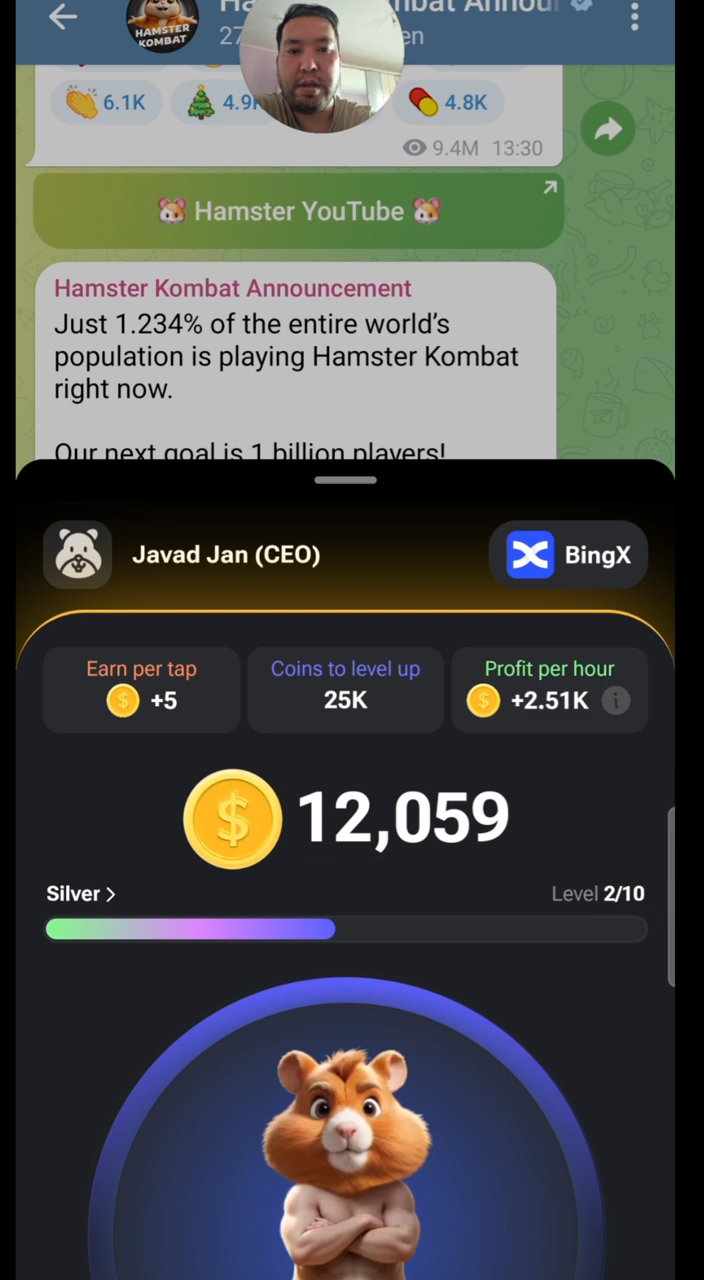 HAMSTER
KOMBAT
27
en
6.1K
4.8K
9.4M 13:30
🐹 Hamster YouTube 🐹
Hamster Kombat Announcement
Just 1.234% of the entire world’s
population is playing Hamster Kombat
right now.
Our next goal is 1 billion players!
Javad Jan (CEO)
BingX
Earn per tap
+5
Coins to level up
25K
Profit per hour
+2.51K
12,059
Silver >
Level 2/10